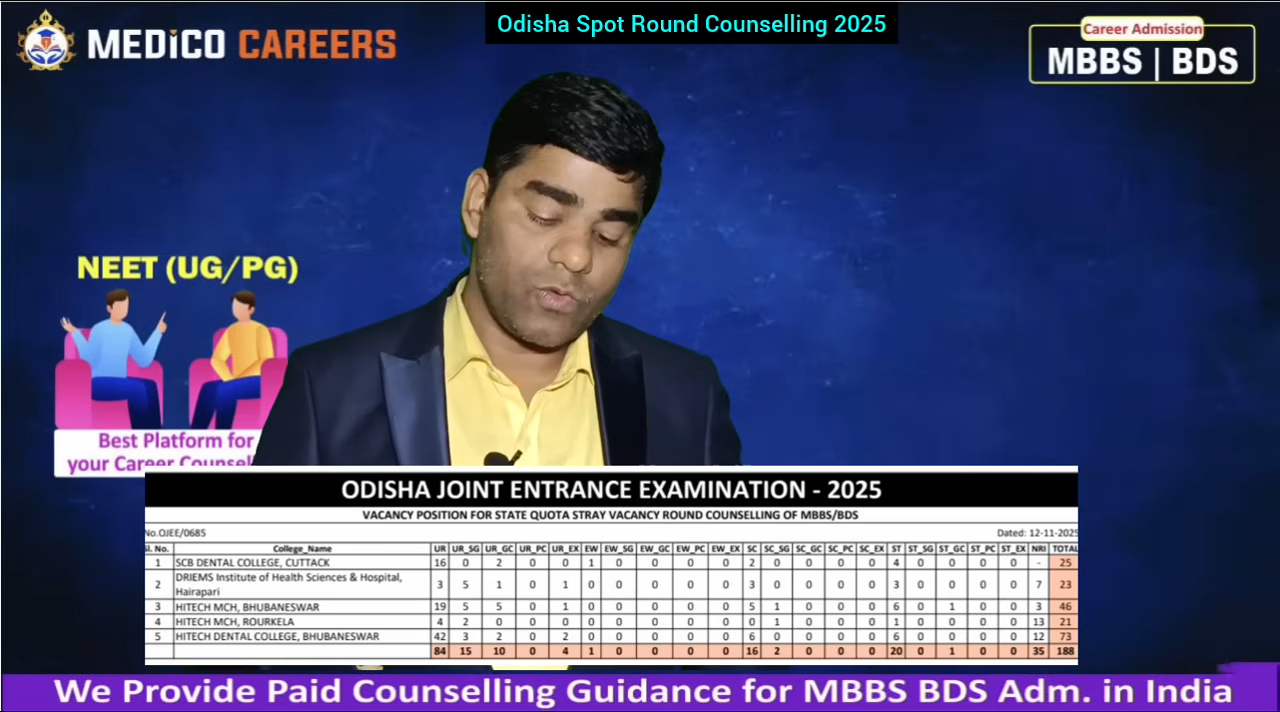 Odisha Spot Round Counselling 2025
MEDiCO CAREERS
Career Admission
MBBS | BDS
NEET (UG/PG)
Best Platform for
your Career
ODISHA JOINT ENTRANCE EXAMINATION - 2025
VACANCY POSITION FOR STATE QUOTA STRAY VACANCY ROUND COUNSELLING OF MBBS/BDS
No.OJEE/0685 Dated: 12-11-2025
Sl. No. College_Name UR UR_SG UR_GC UR_PC UR_EX EW EW_SG EW_GC EW_PC EW_EX SC SC_SG SC_GC SC_PC SC_EX ST ST_SG ST_GC ST_PC ST_EX NRI TOTAL
1 SCB DENTAL COLLEGE, CUTTACK 16 0 2 0 0 1 0 0 0 0 2 0 0 0 0 4 0 0 0 0 - 25
2 DRIEMS Institute of Health Sciences & Hospital, Hairapari 3 5 1 0 1 0 0 0 0 0 3 0 0 0 0 3 0 0 0 0 7 23
3 HITECH MCH, BHUBANESWAR 19 5 5 0 1 0 0 0 0 0 5 1 0 0 0 6 0 1 0 0 3 46
4 HITECH MCH, ROURKELA 4 2 0 0 0 0 0 0 0 0 0 1 0 0 0 1 0 0 0 0 13 21
5 HITECH DENTAL COLLEGE, BHUBANESWAR 42 3 2 0 2 0 0 0 0 0 6 0 0 0 0 6 0 0 0 0 12 73
84 15 10 0 4 1 0 0 0 0 16 2 0 0 0 20 0 1 0 0 35 188
We Provide Paid Counselling Guidance for MBBS BDS Adm. in India